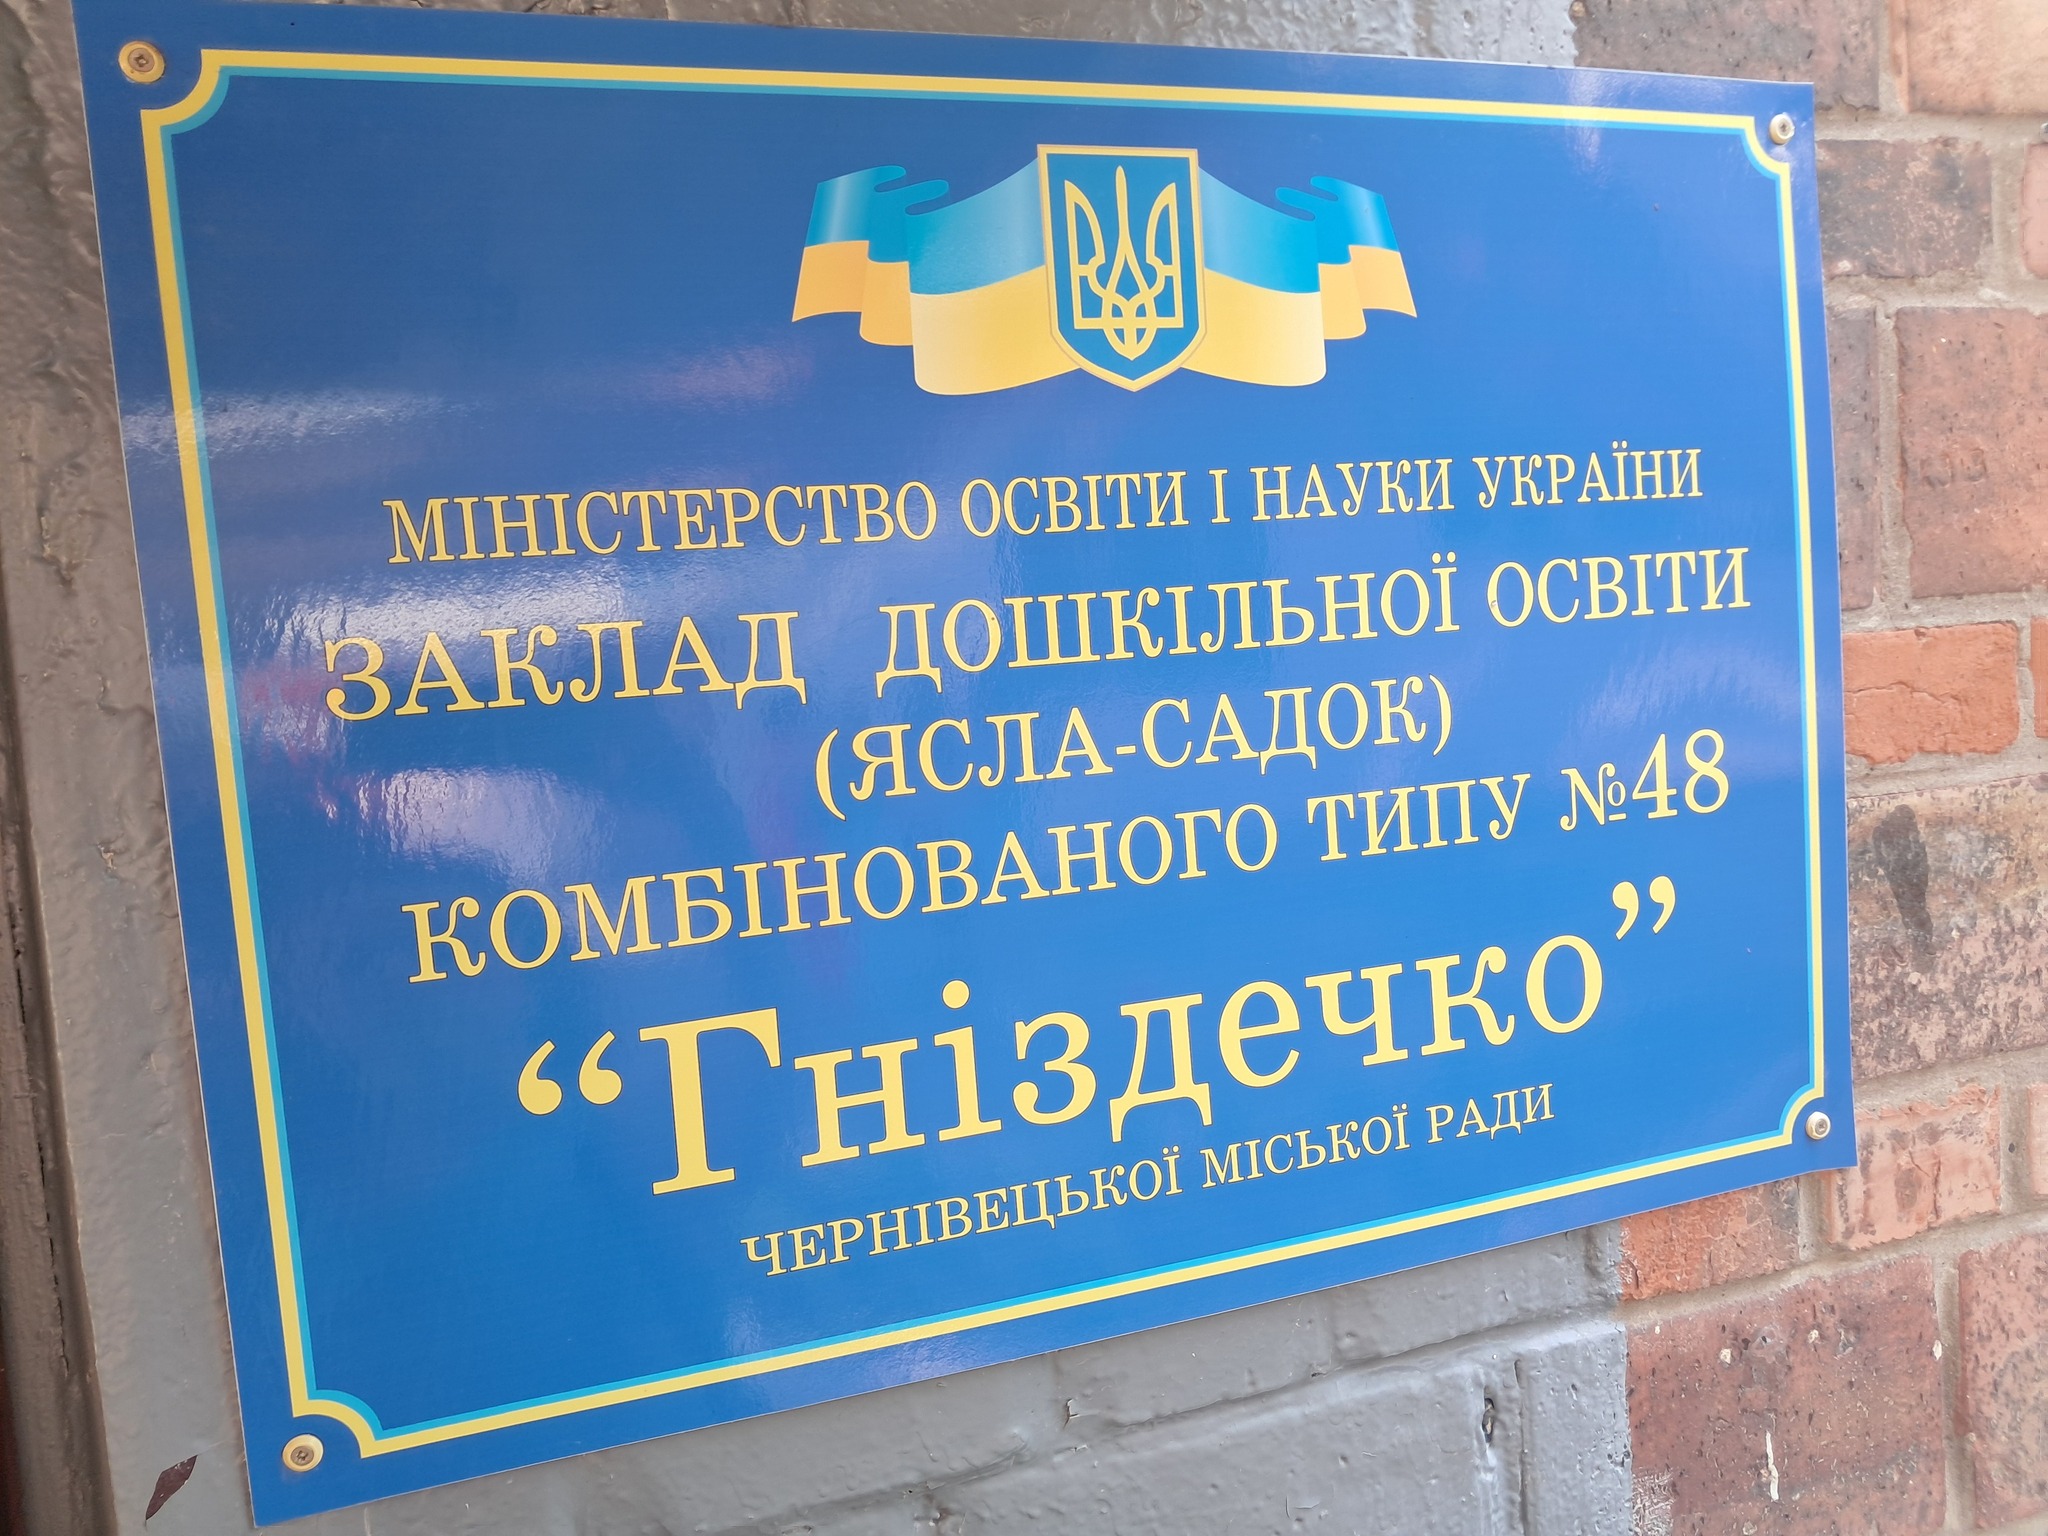 МІНІСТЕРСТВО ОСВІТИ І НАУКИ УКРАЇНИ
ЗАКЛАД ДОШКІЛЬНОЇ ОСВІТИ
(ЯСЛА-САДОК)
КОМБІНОВАНОГО ТИПУ №48
“Гніздечко”
ЧЕРНІВЕЦЬКОЇ МІСЬКОЇ РАДИ